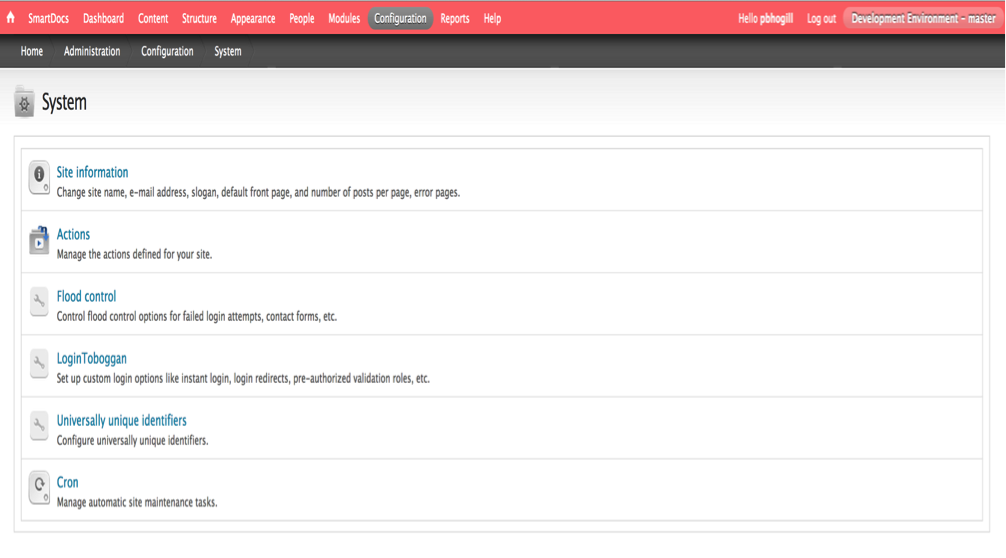 SmartDocs Dashboard Content Structure Appearance People Modules Configuration Reports Help Hello pbhogill Log out Development Environment - master
Home Administration Configuration System
System
Site information
Change site name, e-mail address, slogan, default front page, and number of posts per page, error pages.
Actions
Manage the actions defined for your site.
Flood control
Control flood control options for failed login attempts, contact forms, etc.
LoginToboggan
Set up custom login options like instant login, login redirects, pre-authorized validation roles, etc.
Universally unique identifiers
Configure universally unique identifiers.
Cron
Manage automatic site maintenance tasks.